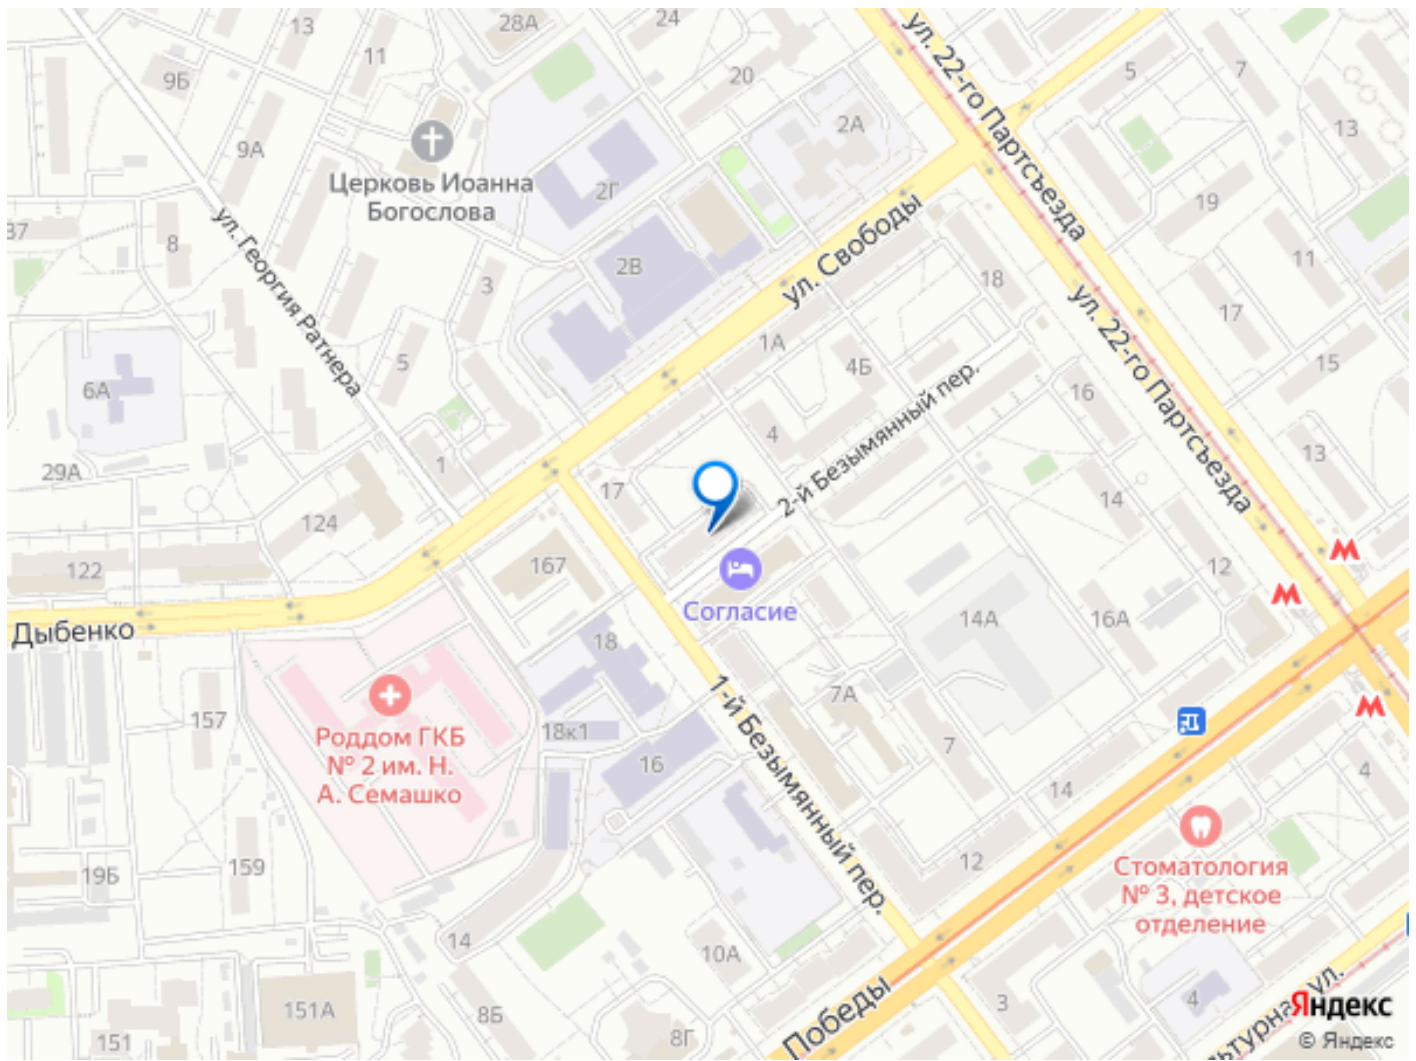 28А
24
13
11
9Б
20
5
7
ул. 22-го Партсъезда
2А
13
9А
Церковь Иоанна
Богослова
2Г
19
37
8
ул. Георгия Ратнера
3
2В
ул. Свободы
18
11
17
ул. 22-го Партсъезда
1А
5
4Б
15
6А
2-й Безымянный пер.
16
4
1
13
29А
17
14
124
122
167
12
Согласие
Дыбенко
18
14А
16А
157
1-й Безымянный пер.
7А
Роддом ГКБ
№ 2 им. Н.
А. Семашко
18к1
16
7
14
4
159
19Б
12
Стоматология
№ 3, детское
отделение
14
10А
151А
8Б
8Г
151
Победы
3
4
ьтурная ул.
Яндекс
© Яндекс